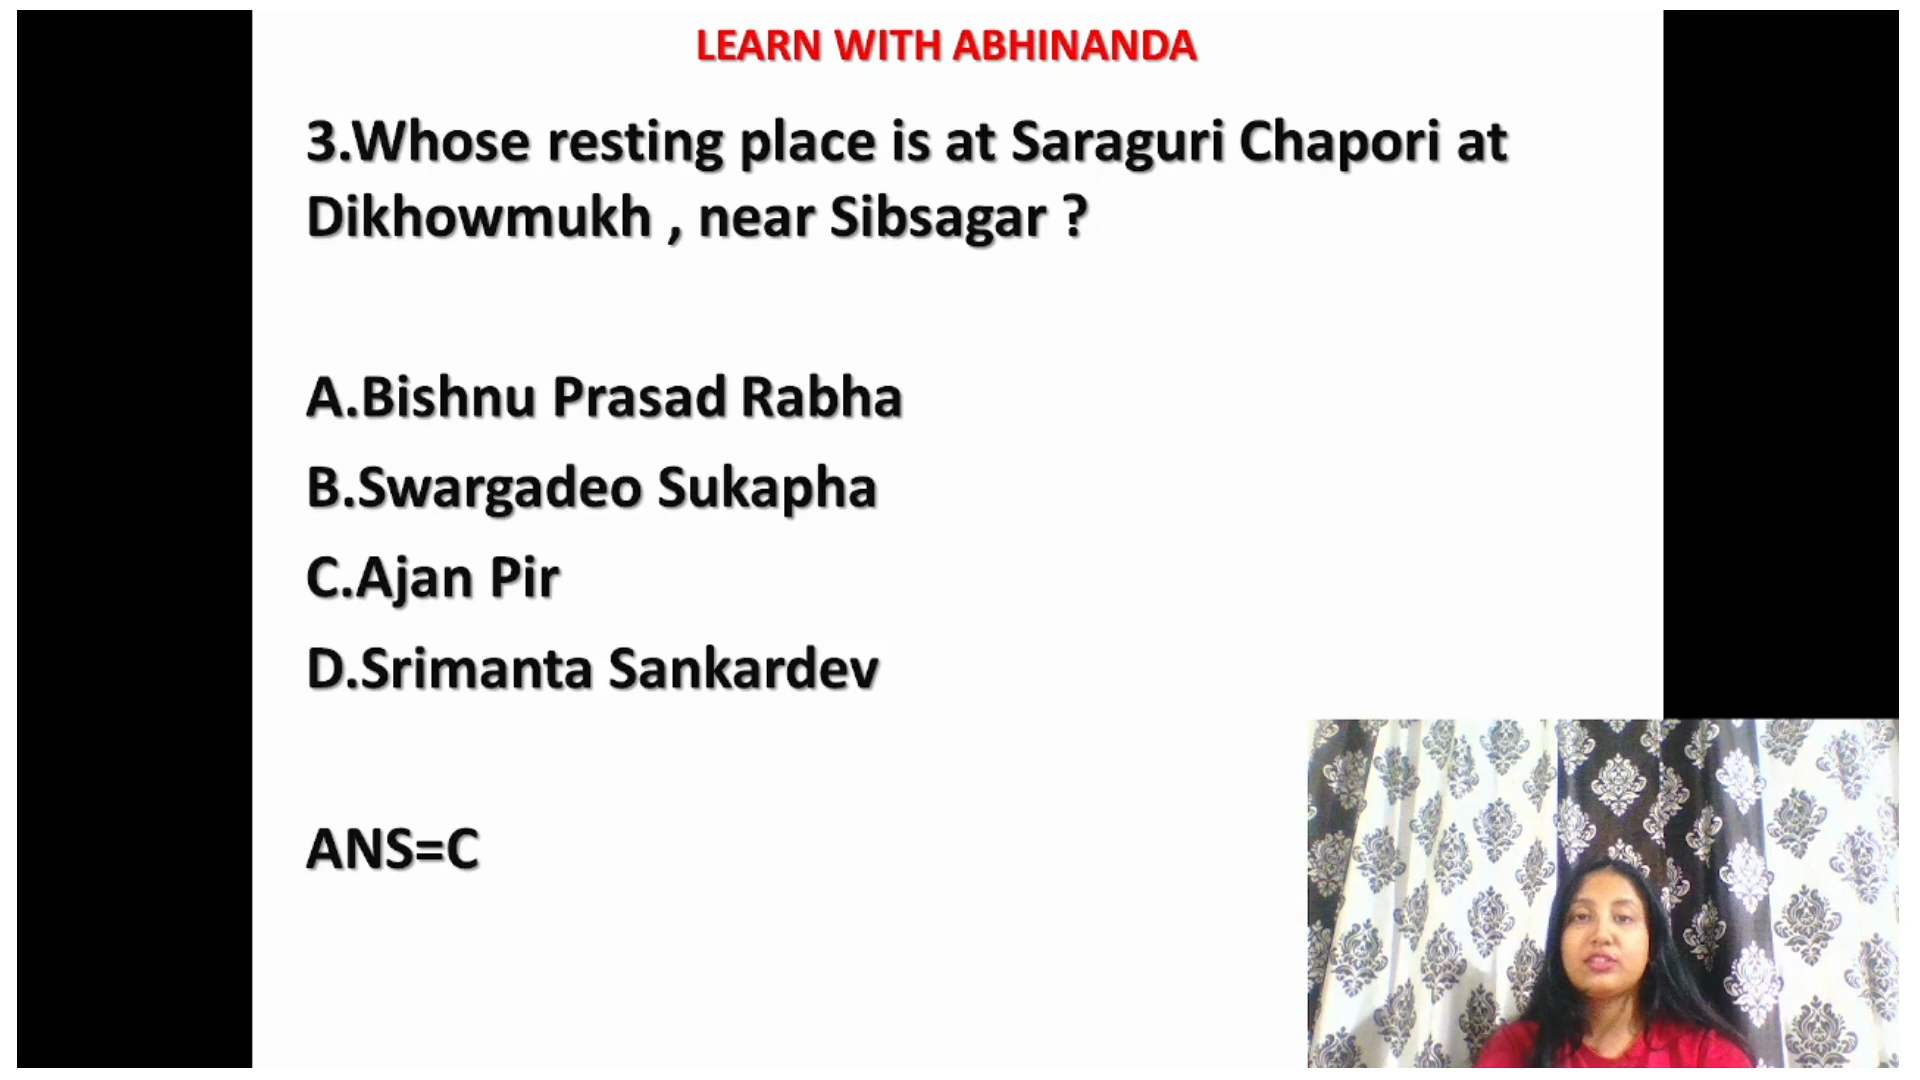 LEARN WITH ABHINANDA
3.Whose resting place is at Saraguri Chapori at
Dikhowmukh , near Sibsagar ?
A.Bishnu Prasad Rabha
B.Swargadeo Sukapha
C.Ajan Pir
D.Srimanta Sankardev
ANS=C